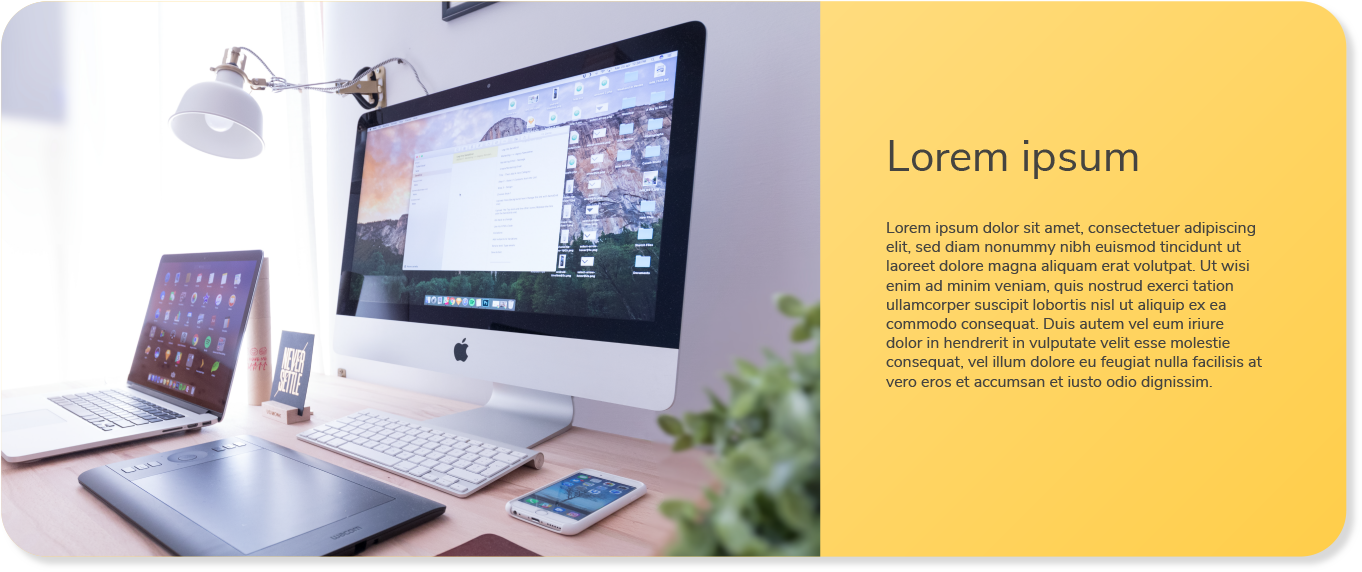 NEVER
SETTLE
Lorem ipsum
Lorem ipsum dolor sit amet, consectetuer adipiscing
elit, sed diam nonummy nibh euismod tincidunt ut
laoreet dolore magna aliquam erat volutpat. Ut wisi
enim ad minim veniam, quis nostrud exerci tation
ullamcorper suscipit lobortis nisl ut aliquip ex ea
commodo consequat. Duis autem vel eum iriure
dolor in hendrerit in vulputate velit esse molestie
consequat, vel illum dolore eu feugiat nulla facilisis at
vero eros et accumsan et iusto odio dignissim.